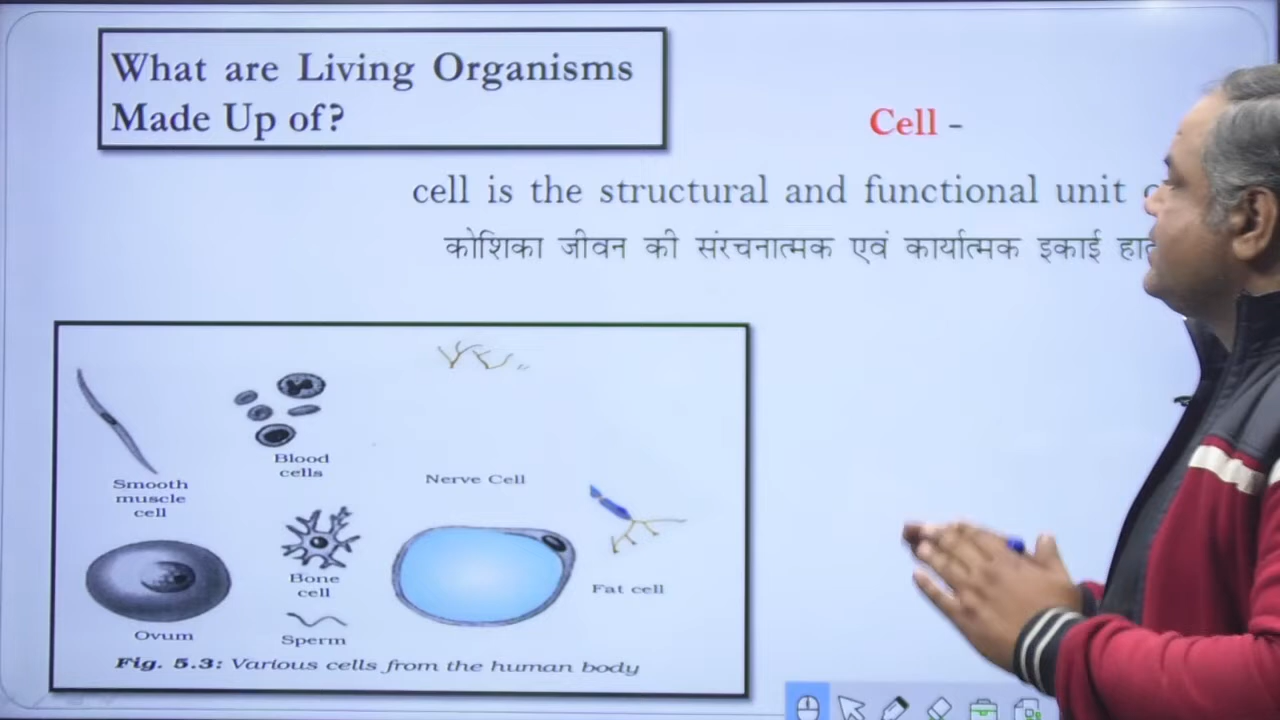 What are Living Organisms
Made Up of?
Cell -
cell is the structural and functional unit
कोशिका जीवन की संरचनात्मक एवं कार्यात्मक इकाई
Smooth
muscle
cell
Blood
cells
Nerve Cell
Ovum
Bone
cell
Sperm
Fat cell
Fig. 5.3: Various cells from the human body